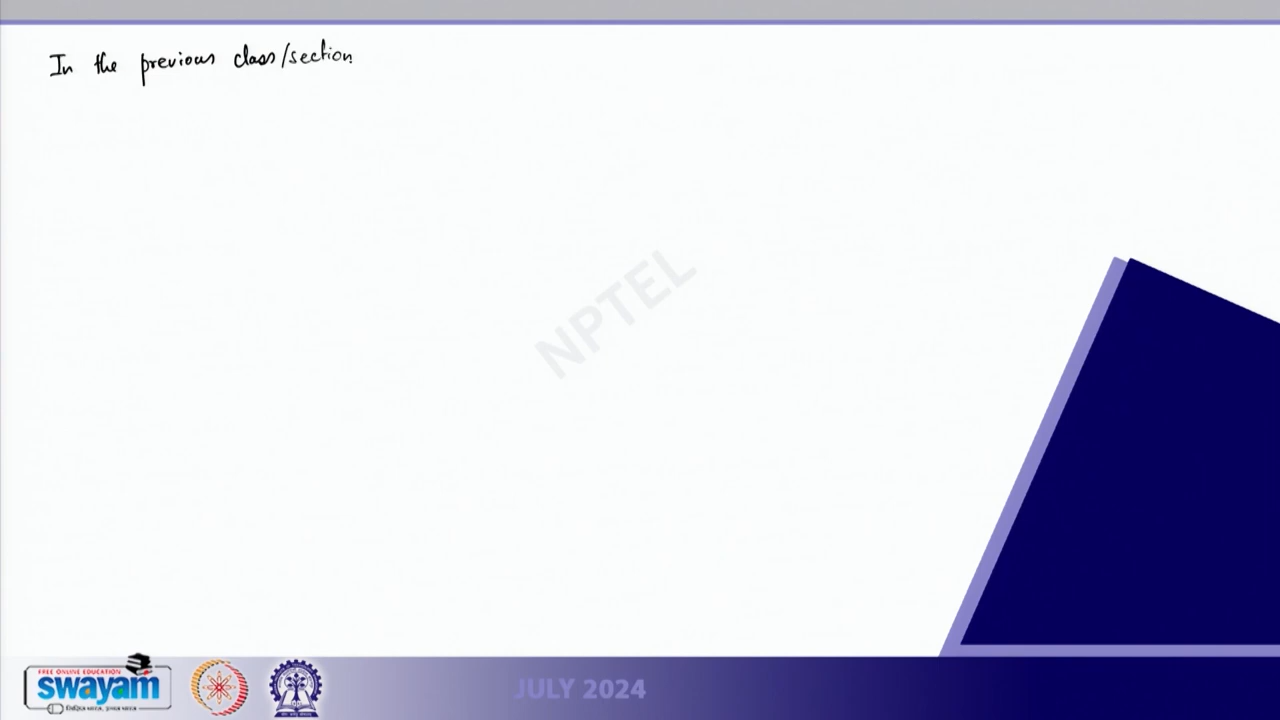 In the previous class/section
NPTEL
FREE ONLINE EDUCATION
swayam
JULY 2024